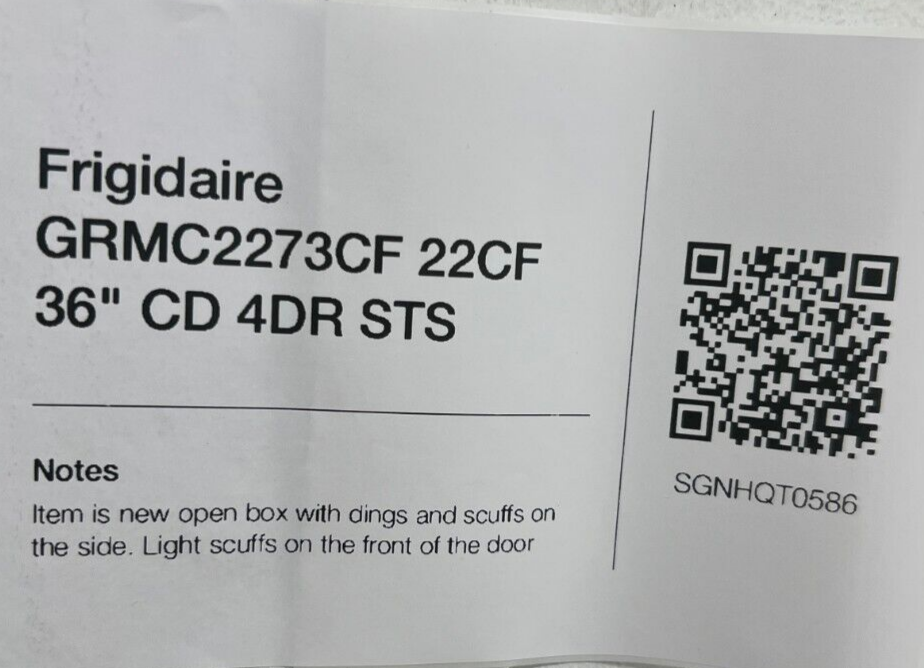 Frigidaire
GRMC2273CF 22CF
36" CD 4DR STS
Notes
Item is new open box with dings and scuffs on
the side. Light scuffs on the front of the door
SGNHQT0586